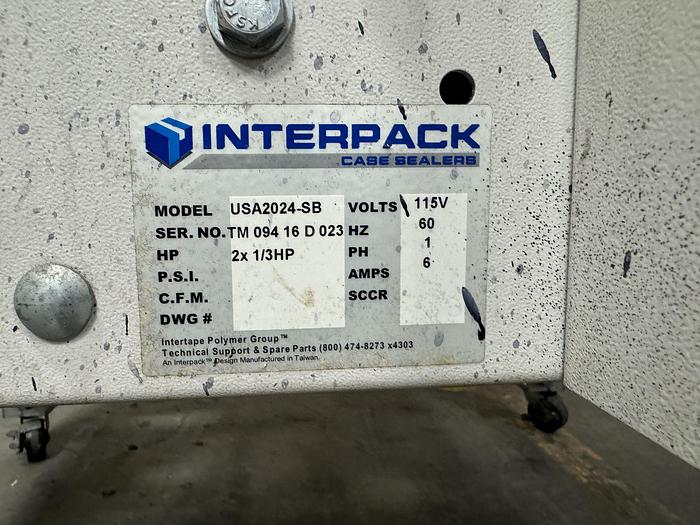 INTERPACK
CASE SEALERS
MODEL USA2024-SB VOLTS 115V
SER. NO. TM 094 16 D 023 HZ 60
HP 2x 1/3HP PH 1
P.S.I. AMPS 6
C.F.M. SCCR
DWG #
Intertape Polymer Group™
Technical Support & Spare Parts (800) 474-8273 x4303
An Interpack™ Design Manufactured in Taiwan.